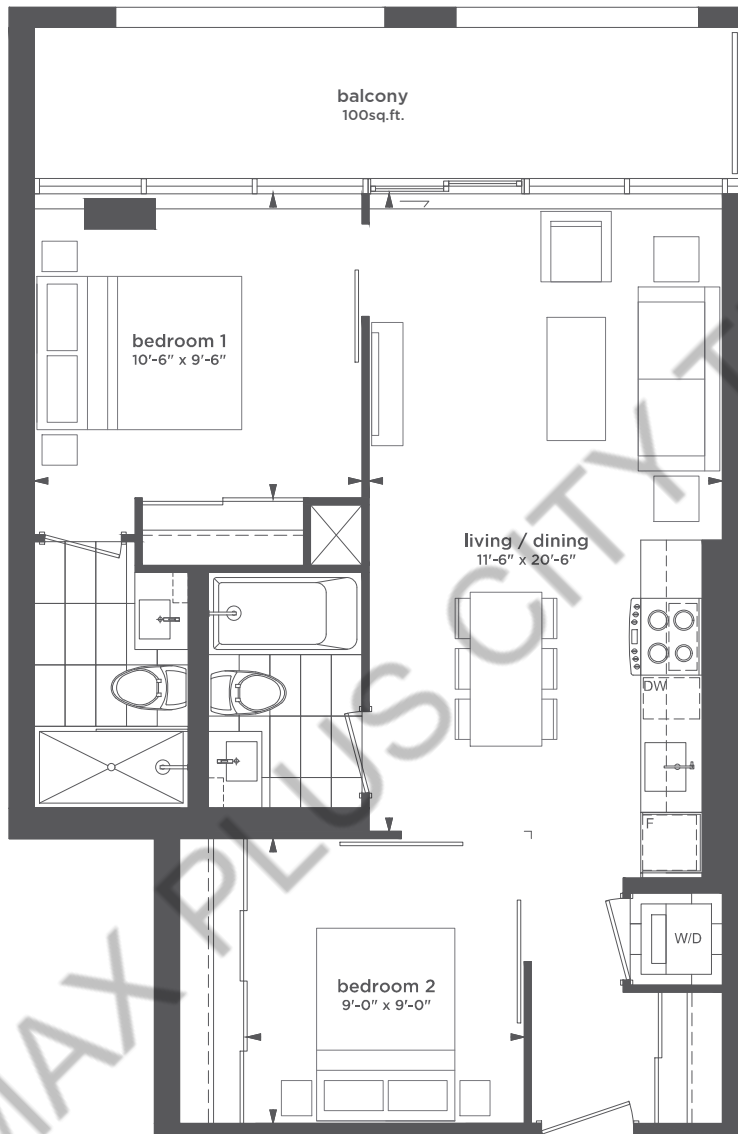 balcony
100sq.ft.
bedroom 1
10'-6" x 9'-6"
living / dining
11'-6" x 20'-6"
DW
F
W/D
bedroom 2
9'-0" x 9'-0"
MAX PLUS CITY T